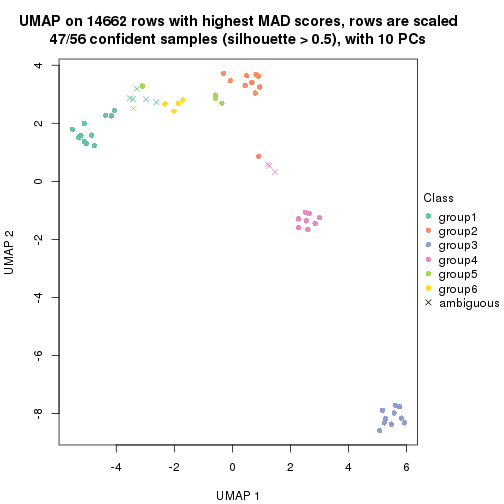 UMAP on 14662 rows with highest MAD scores, rows are scaled
47/56 confident samples (silhouette > 0.5), with 10 PCs
4
2
0
-2
-4
-6
-8
UMAP 2
-4
-2
0
2
4
6
UMAP 1
Class
group1
group2
group3
group4
group5
group6
ambiguous